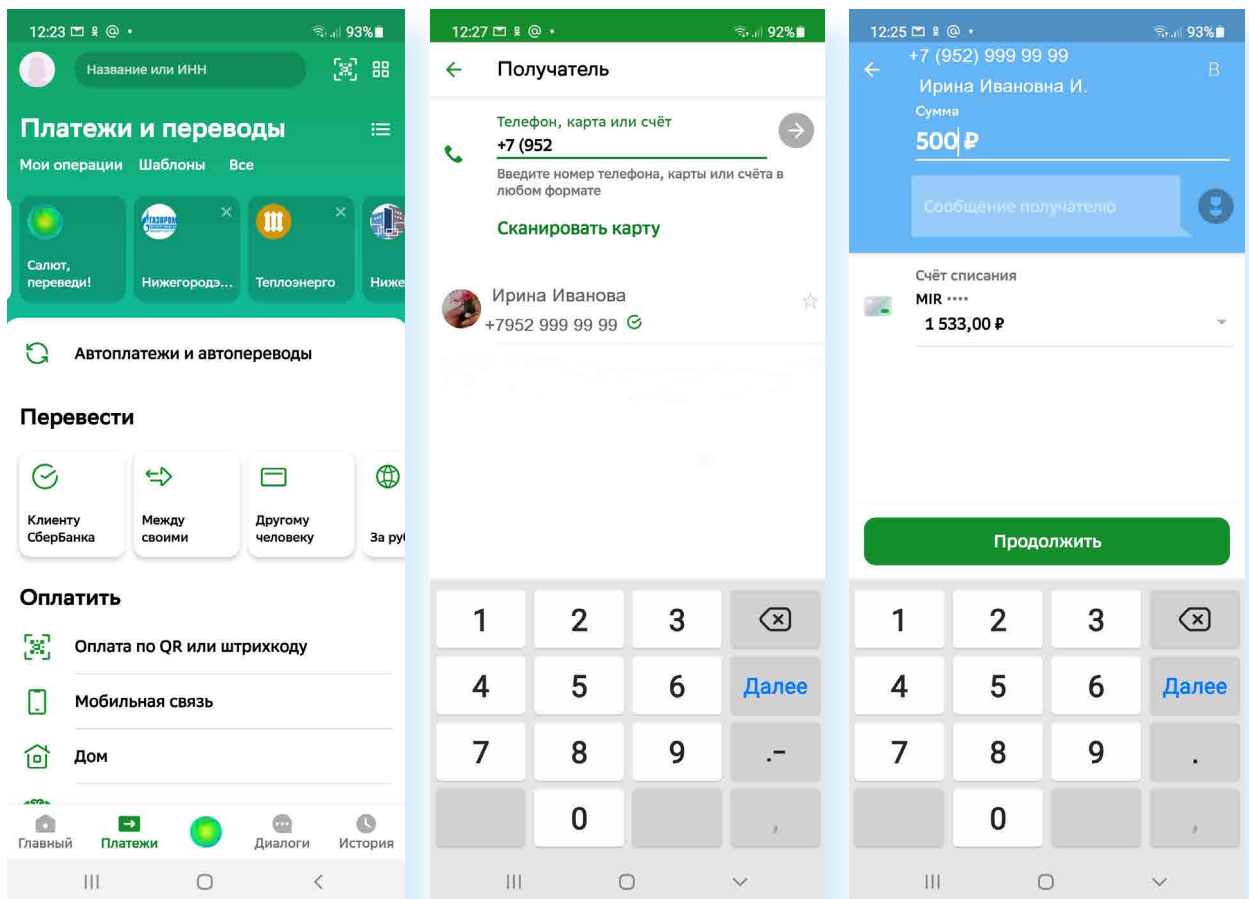 12:23
93%
Название или ИНН
Платежи и переводы
Мои операции Шаблоны Все
Салют,
переведи!
ГАЗПРОМ
Нижегородэ...
Теплоэнерго
Ниже
Автоплатежи и автопереводы
Перевести
Клиенту
СберБанка
Между
своими
Другому
человеку
За ру
Оплатить
Оплата по QR или штрихкоду
Мобильная связь
Дом
Главный Платежи Диалоги История
12:27
92%
Получатель
Телефон, карта или счёт
+7 (952
Введите номер телефона, карты или счёта в
любом формате
Сканировать карту
Ирина Иванова
+7952 999 99 99
1 2 3
4 5 6 Далее
7 8 9 .-
0 ,
12:25
93%
+7 (952) 999 99 99
В
Ирина Ивановна И.
Сумма
500 ₽
Сообщение получателю
Счёт списания
MIR ••••
1 533,00 ₽
Продолжить
1 2 3
4 5 6 Далее
7 8 9 .
0 ,